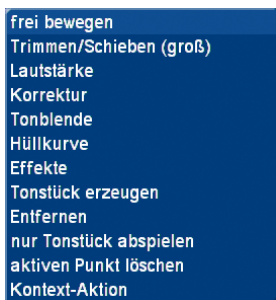 frei bewegen
Trimmen/Schieben (groß)
Lautstärke
Korrektur
Tonblende
Hüllkurve
Effekte
Tonstück erzeugen
Entfernen
nur Tonstück abspielen
aktiven Punkt löschen
Kontext-Aktion